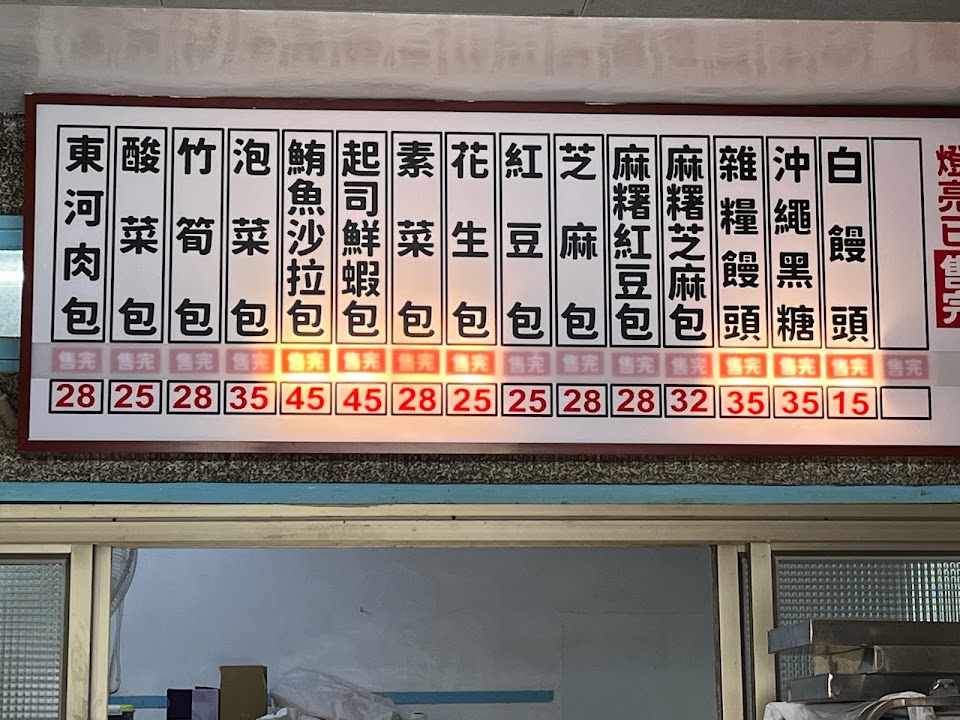 東河肉包
酸菜包
竹筍包
泡菜包
鮪魚沙拉包
起司鮮蝦包
素菜包
花生包
紅豆包
芝麻包
麻糬紅豆包
麻糬芝麻包
雜糧饅頭
沖繩黑糖
白饅頭
燈亮已售完
售完 售完 售完 售完 售完 售完 售完 售完 售完 售完 售完 售完 售完 售完 售完 售完
28 25 28 35 45 45 28 25 25 28 28 32 35 35 15